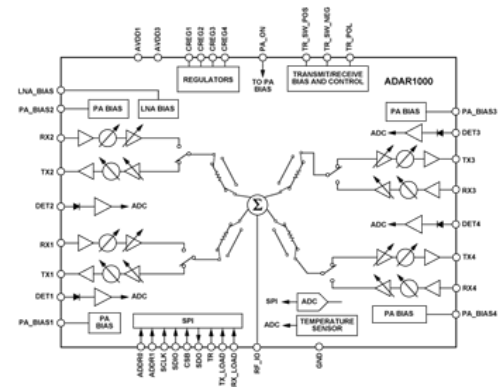 AVDD1
AVDD3
CREG1
CREG2
CREG3
CREG4
PA_ON
TR_SW_POS
TR_SW_NEG
TR_POL
REGULATORS
TO PA
BIAS
TRANSMIT/RECEIVE
BIAS AND CONTROL
ADAR1000
LNA_BIAS
PA_BIAS2
PA BIAS
LNA BIAS
PA BIAS
PA_BIAS3
RX2
ADC
DET3
TX2
TX3
DET2
ADC
RX3
Σ
ADC
DET4
RX1
TX4
TX1
RX4
DET1
ADC
SPI
ADC
PA_BIAS1
PA
BIAS
SPI
ADC
TEMPERATURE
SENSOR
PA BIAS
PA_BIAS4
ADDR0
ADDR1
SCLK
SDIO
CSB
SDO
TR
TX_LOAD
RX_LOAD
RF_IO
GND